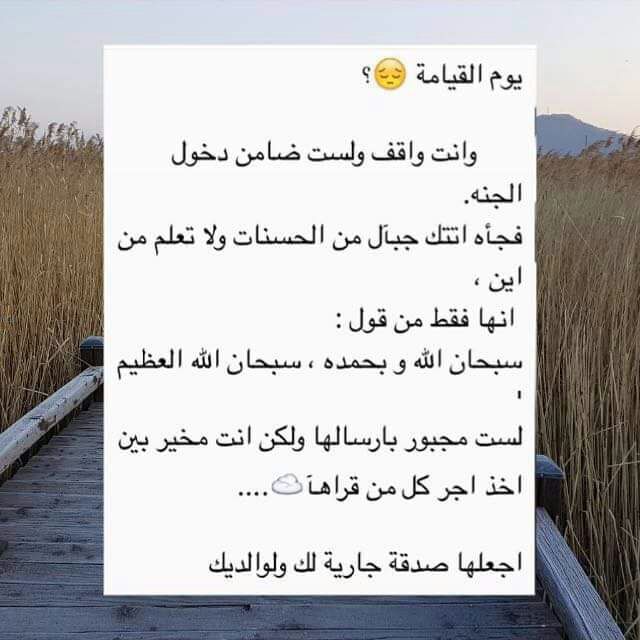 يوم القيامة 😔؟
وانت واقف ولست ضامن دخول
الجنه.
فجأه اتتك جبآل من الحسنات ولا تعلم من
اين ،
انها فقط من قول :
سبحان الله و بحمده ، سبحان الله العظيم
'
لست مجبور بارسالها ولكن انت مخير بين
اخذ اجر كل من قراهآ☁️....
اجعلها صدقة جارية لك ولوالديك